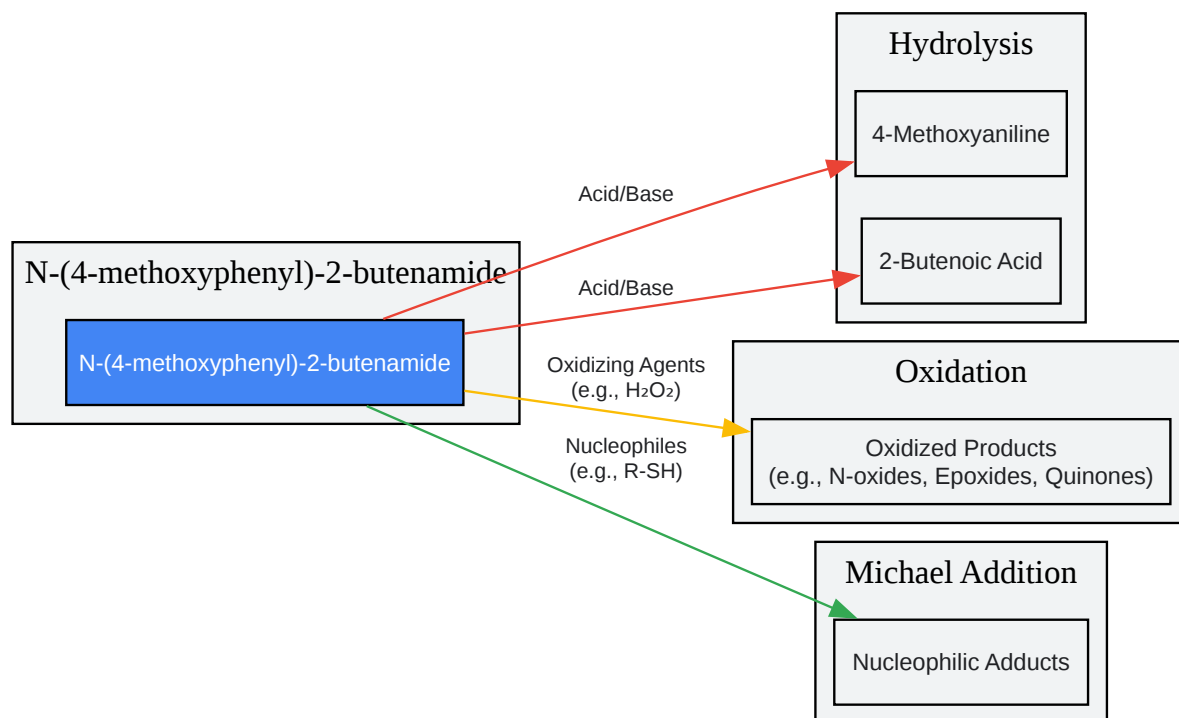 Hydrolysis
4-Methoxyaniline
Acid/Base
2-Butenoic Acid
N-(4-methoxyphenyl)-2-butenamide
Acid/Base
N-(4-methoxyphenyl)-2-butenamide
Oxidizing Agents
(e.g., H₂O₂)
Oxidation
Oxidized Products
(e.g., N-oxides, Epoxides, Quinones)
Nucleophiles
(e.g., R-SH)
Michael Addition
Nucleophilic Adducts